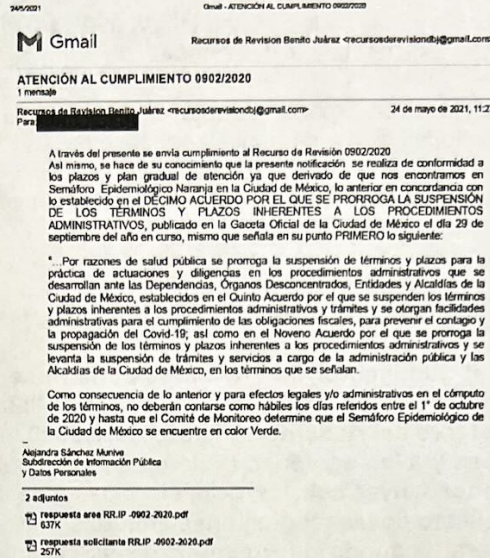 24/5/2021
Gmail - ATENCIÓN AL CUMPLIMIENTO 0902/2020
Gmail
Recursos de Revision Benito Juárez <recursosderevisiondbj@gmail.com
ATENCIÓN AL CUMPLIMIENTO 0902/2020
1 mensaje
Recursos de Revision Benito Juárez <recursosderevisiondbj@gmail.com>
24 de mayo de 2021, 11:2
Para:
A través del presente se envia cumplimiento al Recurso de Revisión 0902/2020
Así mismo, se hace de su conocimiento que la presente notificación se realiza de conformidad a
los plazos y plan gradual de atención ya que derivado de que nos encontramos en
Semáforo Epidemiológico Naranja en la Ciudad de México, lo anterior en concordancia con
lo establecido en el DÉCIMO ACUERDO POR EL QUE SE PRORROGA LA SUSPENSIÓN
DE LOS TÉRMINOS Y PLAZOS INHERENTES A LOS PROCEDIMIENTOS
ADMINISTRATIVOS, publicado en la Gaceta Oficial de la Ciudad de México el día 29 de
septiembre del año en curso, mismo que señala en su punto PRIMERO lo siguiente:
"...Por razones de salud pública se prorroga la suspensión de términos y plazos para la
práctica de actuaciones y diligencias en los procedimientos administrativos que se
desarrollan ante las Dependencias, Órganos Desconcentrados, Entidades y Alcaldías de la
Ciudad de México, establecidos en el Quinto Acuerdo por el que se suspenden los términos
y plazos inherentes a los procedimientos administrativos y trámites y se otorgan facilidades
administrativas para el cumplimiento de las obligaciones fiscales, para prevenir el contagio y
la propagación del Covid-19; así como en el Noveno Acuerdo por el que se prorroga la
suspensión de los términos y plazos inherentes a los procedimientos administrativos y se
levanta la suspensión de trámites y servicios a cargo de la administración pública y las
Alcaldías de la Ciudad de México, en los términos que se señalan.
Como consecuencia de lo anterior y para efectos legales y/o administrativos en el cómputo
de los términos, no deberán contarse como hábiles los días referidos entre el 1° de octubre
de 2020 y hasta que el Comité de Monitoreo determine que el Semáforo Epidemiológico de
la Ciudad de México se encuentre en color Verde.
Alejandra Sánchez Munive
Subdirección de Información Pública
y Datos Personales
2 adjuntos
respuesta area RR.IP -0902-2020.pdf
637K
respuesta solicitante RR.IP -0902-2020.pdf
257K